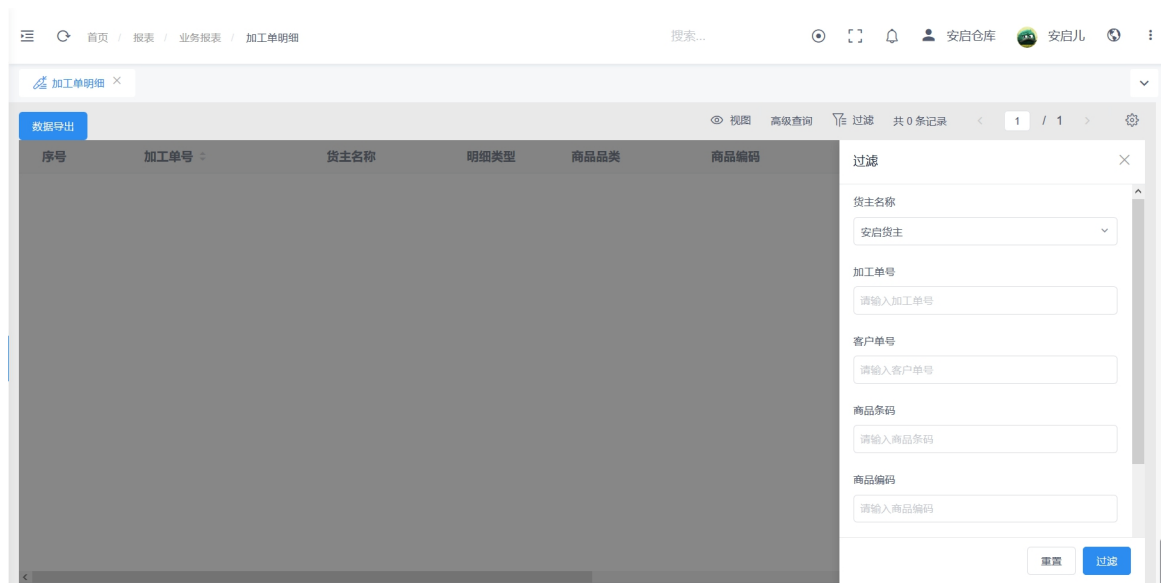 首页 / 报表 / 业务报表 / 加工单明细 搜索... 安启仓库 安启儿
加工单明细
数据导出 视图 高级查询 过滤 共 0 条记录 1 / 1
序号 加工单号 货主名称 明细类型 商品品类 商品编码
过滤
货主名称
安启货主
加工单号
请输入加工单号
客户单号
请输入客户单号
商品条码
请输入商品条码
商品编码
请输入商品编码
重置 过滤